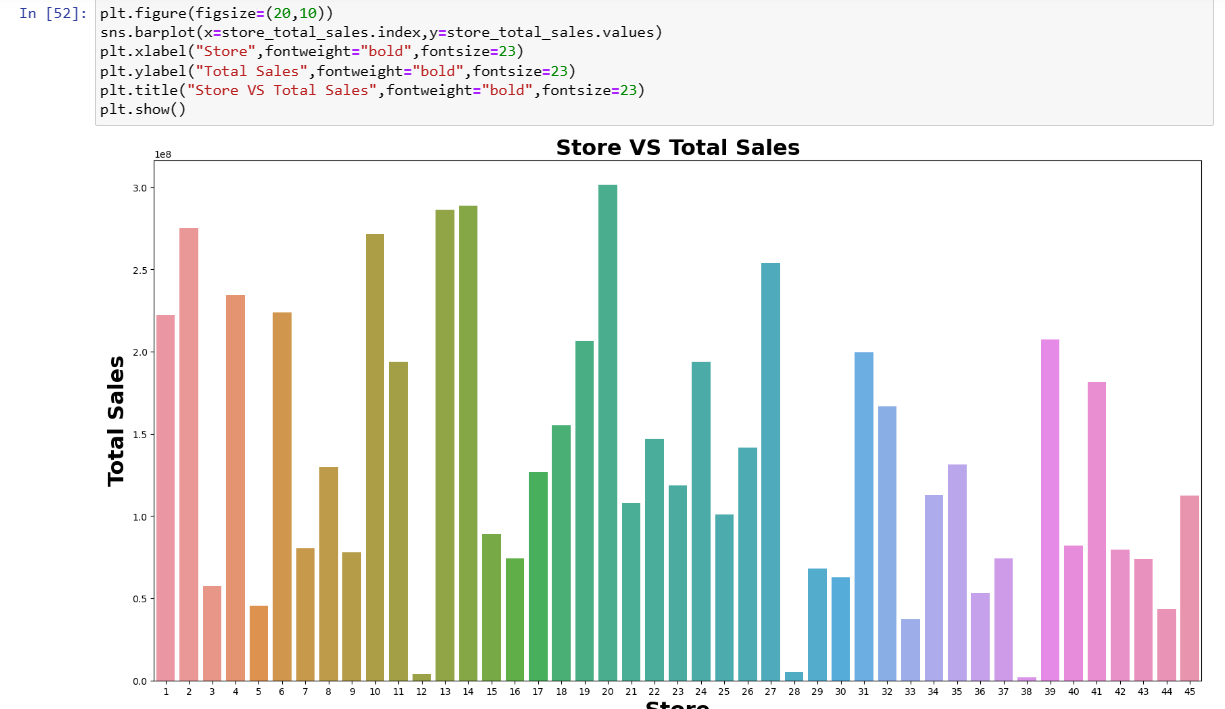 In [52]:
plt.figure(figsize=(20,10))
sns.barplot(x=store_total_sales.index,y=store_total_sales.values)
plt.xlabel("Store",fontweight="bold",fontsize=23)
plt.ylabel("Total Sales",fontweight="bold",fontsize=23)
plt.title("Store VS Total Sales",fontweight="bold",fontsize=23)
plt.show()
Store VS Total Sales
1e8
3.0
2.5
2.0
1.5
1.0
0.5
0.0
Total Sales
1 2 3 4 5 6 7 8 9 10 11 12 13 14 15 16 17 18 19 20 21 22 23 24 25 26 27 28 29 30 31 32 33 34 35 36 37 38 39 40 41 42 43 44 45
Store